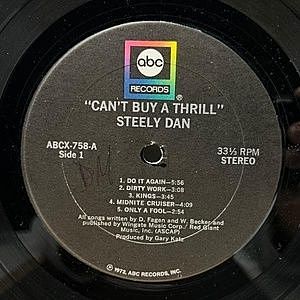 abc
RECORDS
®
"CAN'T BUY A THRILL"
STEELY DAN
ABCX-758-A
Side 1
33⅓ RPM
STEREO
1. DO IT AGAIN—5:56
2. DIRTY WORK—3:08
3. KINGS—3:45
4. MIDNITE CRUISER—4:09
5. ONLY A FOOL—2:54
All songs written by D. Fagen and W. Becker and
published by Wingate Music Corp./Red Giant
Music, Inc. (ASCAP)
Produced by Gary Katz
℗ 1972, ABC RECORDS, INC.